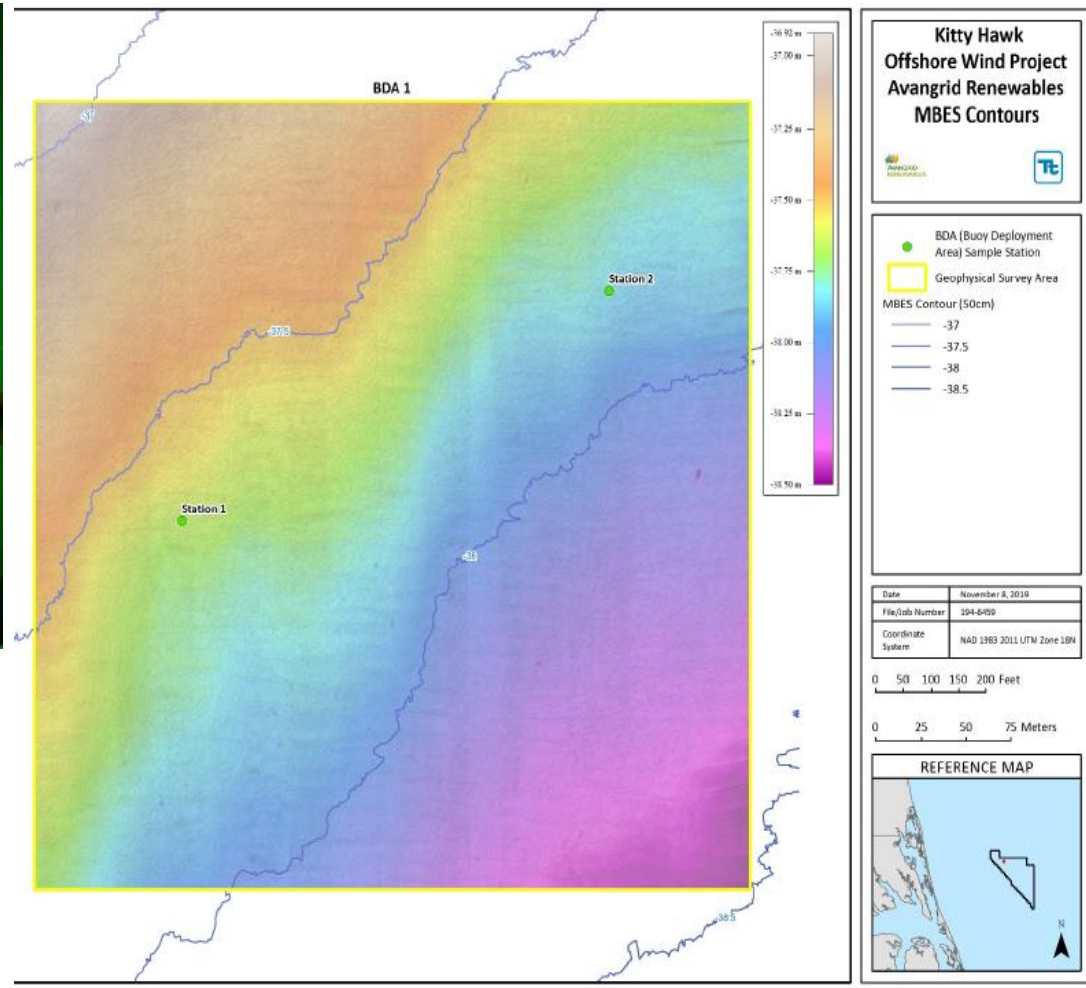 BDA 1
-37
-37.5
-38
-38.5
Station 1
Station 2
-36.92 m
-37.00 m
-37.25 m
-37.50 m
-37.75 m
-38.00 m
-38.25 m
-38.50 m
Kitty Hawk
Offshore Wind Project
Avangrid Renewables
MBES Contours
AVANGRID
RENEWABLES
Tt
BDA (Buoy Deployment
Area) Sample Station
Geophysical Survey Area
MBES Contour (50cm)
-37
-37.5
-38
-38.5
Date November 8, 2019
File/Job Number 194-6459
Coordinate
System NAD 1983 2011 UTM Zone 18N
0 50 100 150 200 Feet
0 25 50 75 Meters
REFERENCE MAP
N